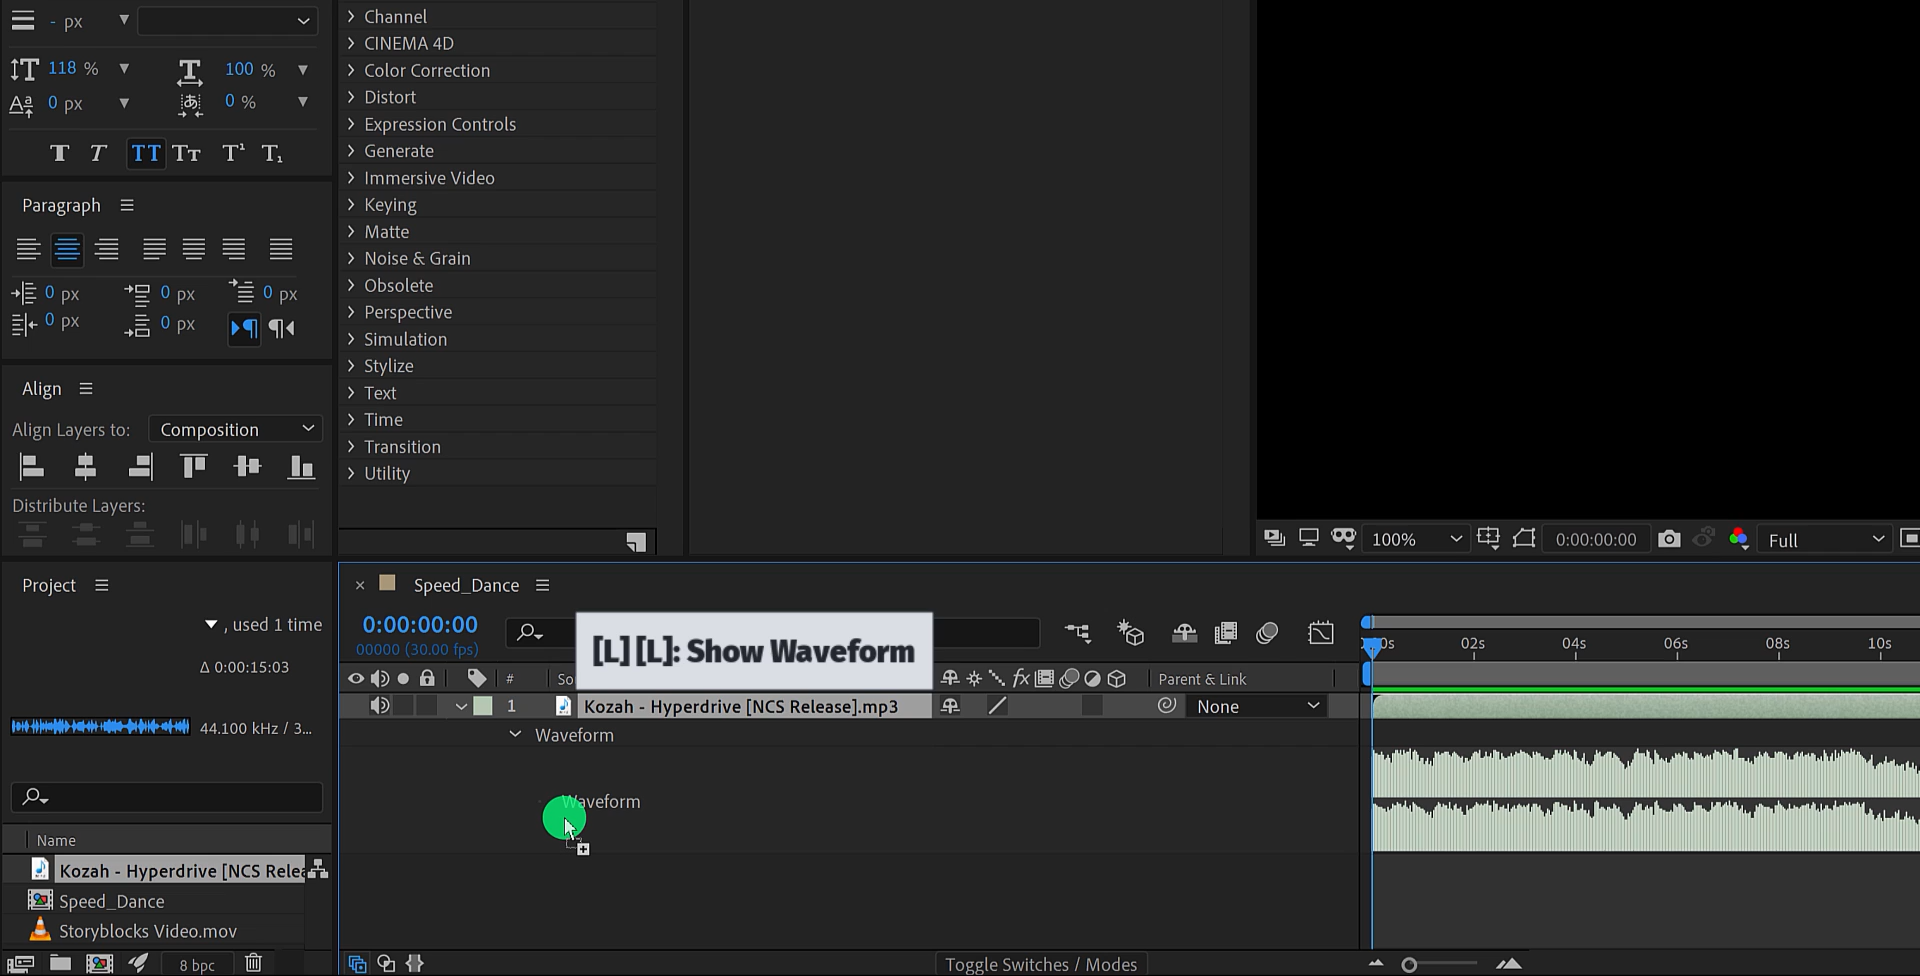 - px
118 %
100 %
0 px
0 %
T T TT Tт T¹ T₁
Paragraph
0 px
0 px
0 px
0 px
0 px
Align
Align Layers to:
Composition
Distribute Layers:
Channel
CINEMA 4D
Color Correction
Distort
Expression Controls
Generate
Immersive Video
Keying
Matte
Noise & Grain
Obsolete
Perspective
Simulation
Stylize
Text
Time
Transition
Utility
100%
0:00:00:00
Full
Project
, used 1 time
Δ 0:00:15:03
44.100 kHz / 3...
Name
Kozah - Hyperdrive [NCS Relea
Speed_Dance
Storyblocks Video.mov
8 bpc
Speed_Dance
0:00:00:00
00000 (30.00 fps)
[L] [L]: Show Waveform
#
So
fx
Parent & Link
1
Kozah - Hyperdrive [NCS Release].mp3
None
Waveform
Waveform
00s
02s
04s
06s
08s
10s
Toggle Switches / Modes